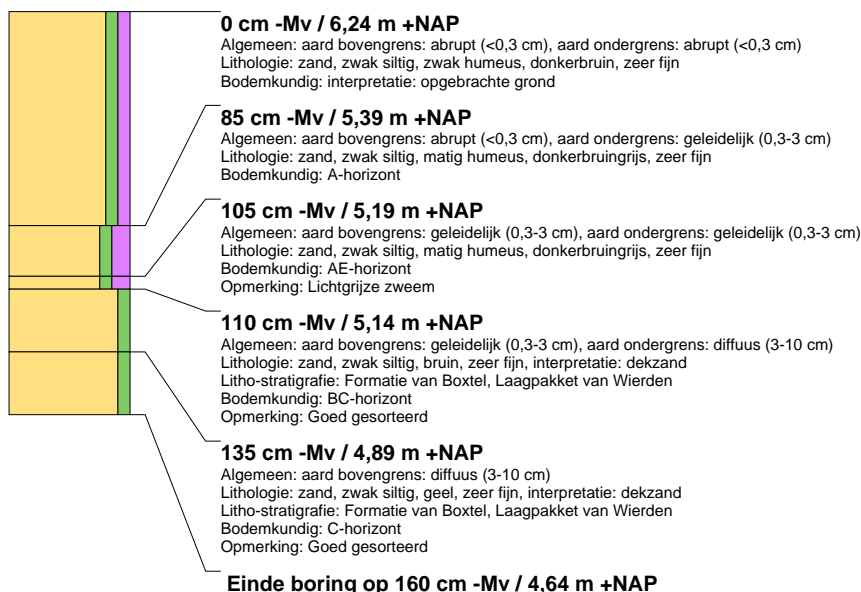 0 cm -Mv / 6,24 m +NAP
Algemeen: aard bovengrens: abrupt (<0,3 cm), aard ondergrens: abrupt (<0,3 cm)
Lithologie: zand, zwak siltig, zwak humeus, donkerbruin, zeer fijn
Bodemkundig: interpretatie: opgebrachte grond
85 cm -Mv / 5,39 m +NAP
Algemeen: aard bovengrens: abrupt (<0,3 cm), aard ondergrens: geleidelijk (0,3-3 cm)
Lithologie: zand, zwak siltig, matig humeus, donkerbruingrijs, zeer fijn
Bodemkundig: A-horizont
105 cm -Mv / 5,19 m +NAP
Algemeen: aard bovengrens: geleidelijk (0,3-3 cm), aard ondergrens: geleidelijk (0,3-3 cm)
Lithologie: zand, zwak siltig, matig humeus, donkerbruingrijs, zeer fijn
Bodemkundig: AE-horizont
Opmerking: Lichtgrijze zweem
110 cm -Mv / 5,14 m +NAP
Algemeen: aard bovengrens: geleidelijk (0,3-3 cm), aard ondergrens: diffuus (3-10 cm)
Lithologie: zand, zwak siltig, bruin, zeer fijn, interpretatie: dekzand
Litho-stratigrafie: Formatie van Boxtel, Laagpakket van Wierden
Bodemkundig: BC-horizont
Opmerking: Goed gesorteerd
135 cm -Mv / 4,89 m +NAP
Algemeen: aard bovengrens: diffuus (3-10 cm)
Lithologie: zand, zwak siltig, geel, zeer fijn, interpretatie: dekzand
Litho-stratigrafie: Formatie van Boxtel, Laagpakket van Wierden
Bodemkundig: C-horizont
Opmerking: Goed gesorteerd
Einde boring op 160 cm -Mv / 4,64 m +NAP